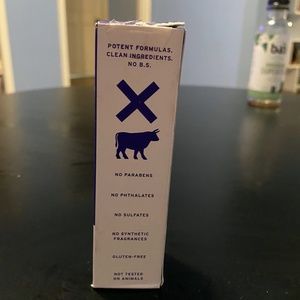 POTENT FORMULAS.
CLEAN INGREDIENTS.
NO B.S.
NO PARABENS
NO PHTHALATES
NO SULFATES
NO SYNTHETIC
FRAGRANCES
GLUTEN-FREE
NOT TESTED
ON ANIMALS